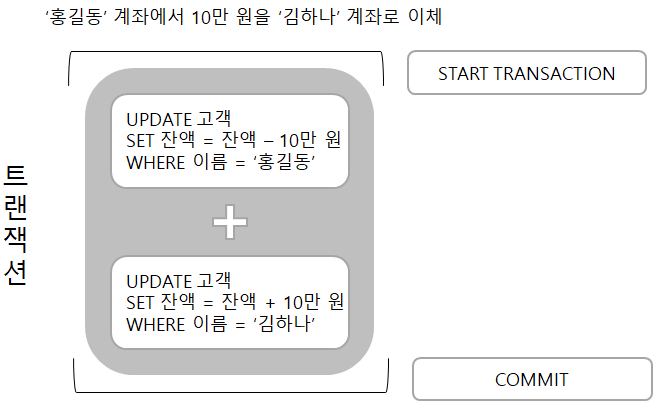 ‘홍길동’ 계좌에서 10만 원을 ‘김하나’ 계좌로 이체
START TRANSACTION
UPDATE 고객
SET 잔액 = 잔액 – 10만 원
WHERE 이름 = ‘홍길동’
트랜잭션
UPDATE 고객
SET 잔액 = 잔액 + 10만 원
WHERE 이름 = ‘김하나’
COMMIT